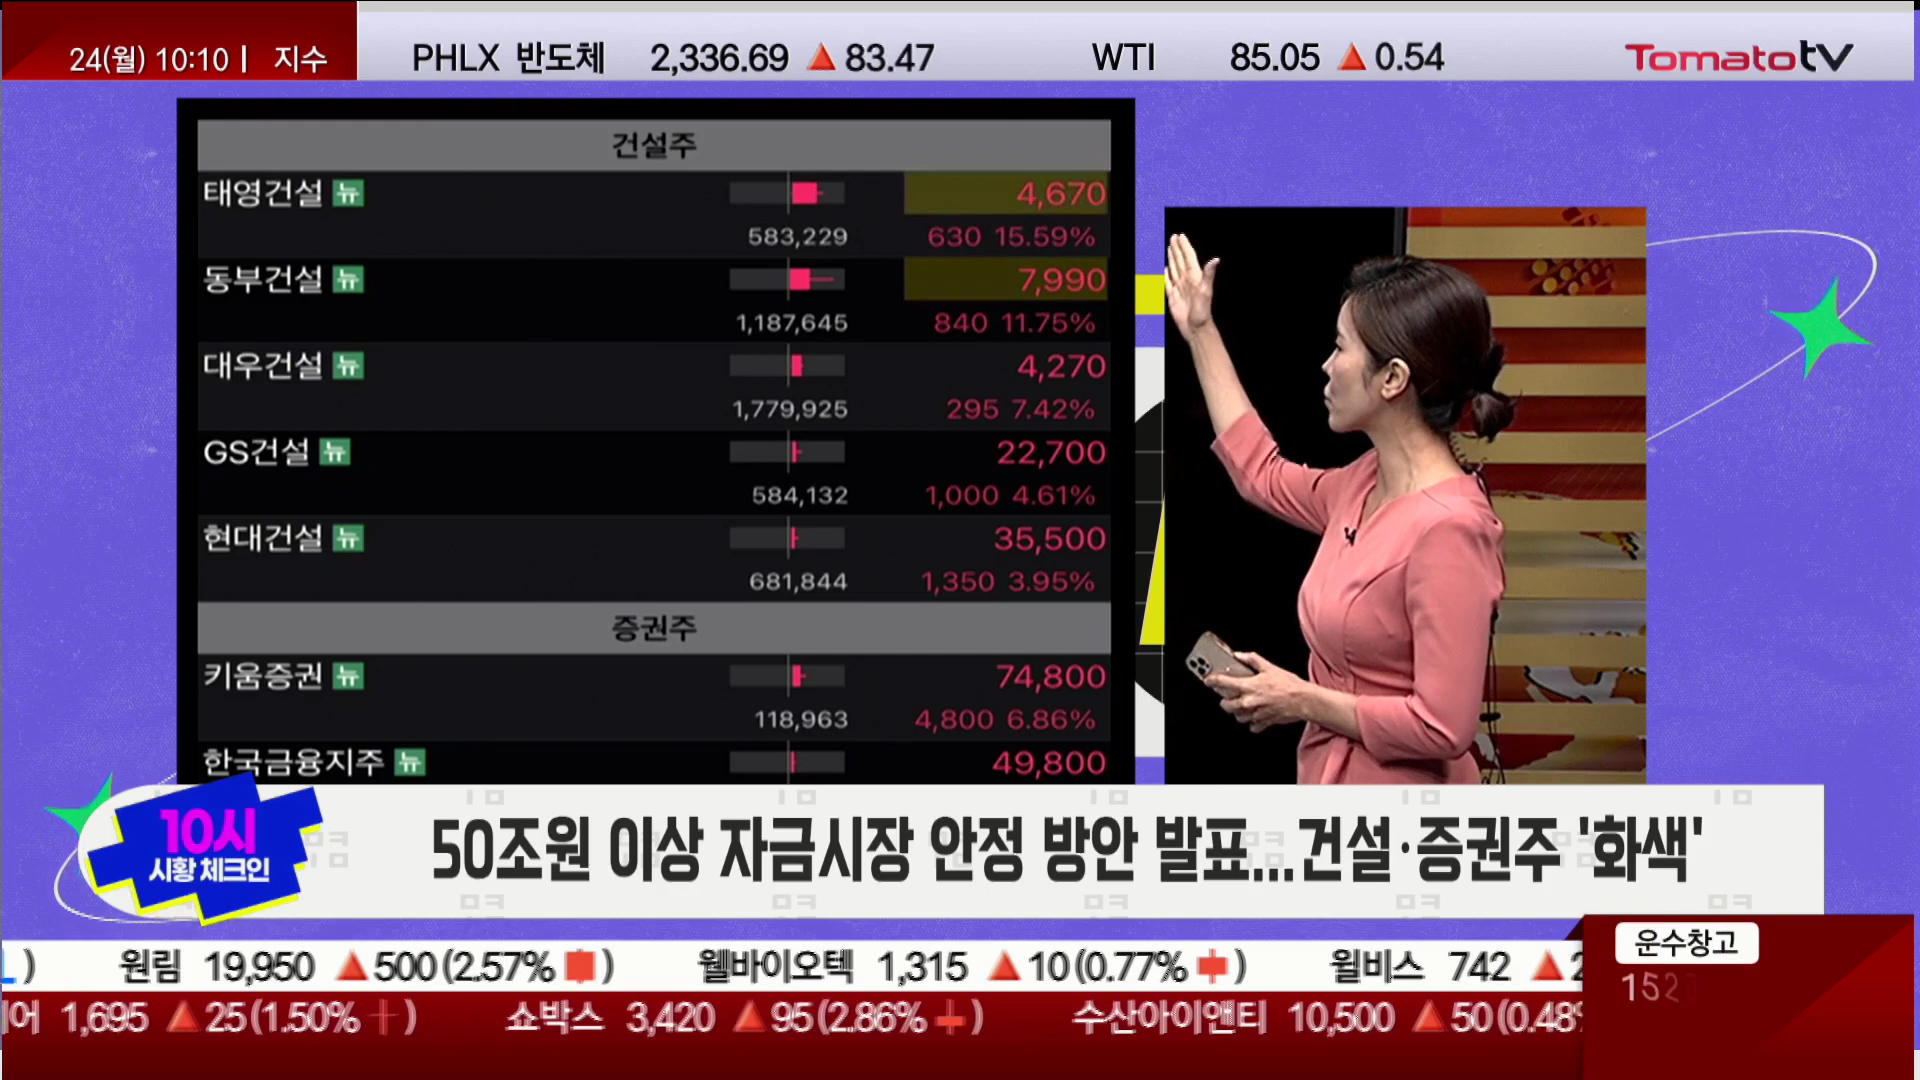 24(월) 10:10 | 지수 PHLX 반도체 2,336.69 ▲ 83.47 WTI 85.05 ▲ 0.54 Tomato tV
건설주
태영건설 뉴 4,670
583,229 630 15.59%
동부건설 뉴 7,990
1,187,645 840 11.75%
대우건설 뉴 4,270
1,779,925 295 7.42%
GS건설 뉴 22,700
584,132 1,000 4.61%
현대건설 뉴 35,500
681,844 1,350 3.95%
증권주
키움증권 뉴 74,800
118,963 4,800 6.86%
한국금융지주 뉴 49,800
10시
시황 체크인
50조원 이상 자금시장 안정 방안 발표...건설·증권주 '화색'
원림 19,950 ▲500(2.57% ) 웰바이오텍 1,315 ▲10(0.77% ) 윌비스 742 ▲
운수창고
152
1,695 ▲25(1.50% ) 쇼박스 3,420 ▲95(2.86% ) 수산아이앤티 10,500 ▲50(0.48%